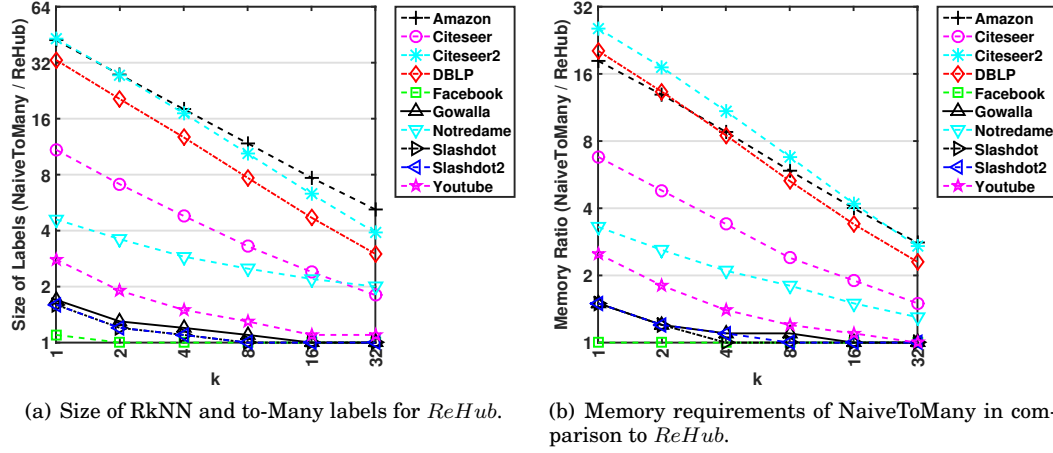 64
32
16
8
4
2
1
Size of Labels (NaiveToMany / ReHub)
1
2
4
8
16
32
k
Amazon
Citeseer
Citeseer2
DBLP
Facebook
Gowalla
Notredame
Slashdot
Slashdot2
Youtube
(a) Size of RkNN and to-Many labels for ReHub.
32
16
8
4
2
1
Memory Ratio (NaiveToMany / ReHub)
1
2
4
8
16
32
k
Amazon
Citeseer
Citeseer2
DBLP
Facebook
Gowalla
Notredame
Slashdot
Slashdot2
Youtube
(b) Memory requirements of NaiveToMany in com-
parison to ReHub.